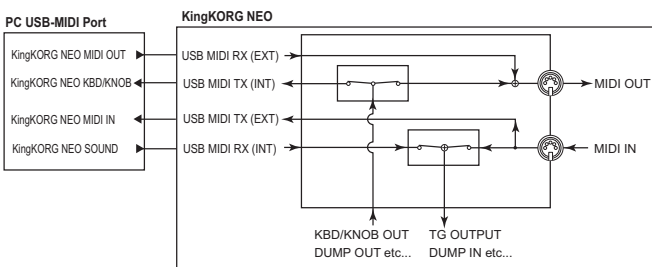 PC USB-MIDI Port
KingKORG NEO
KingKORG NEO MIDI OUT
USB MIDI RX (EXT)
KingKORG NEO KBD/KNOB
USB MIDI TX (INT)
MIDI OUT
KingKORG NEO MIDI IN
USB MIDI TX (EXT)
KingKORG NEO SOUND
USB MIDI RX (INT)
MIDI IN
KBD/KNOB OUT
DUMP OUT etc...
TG OUTPUT
DUMP IN etc...